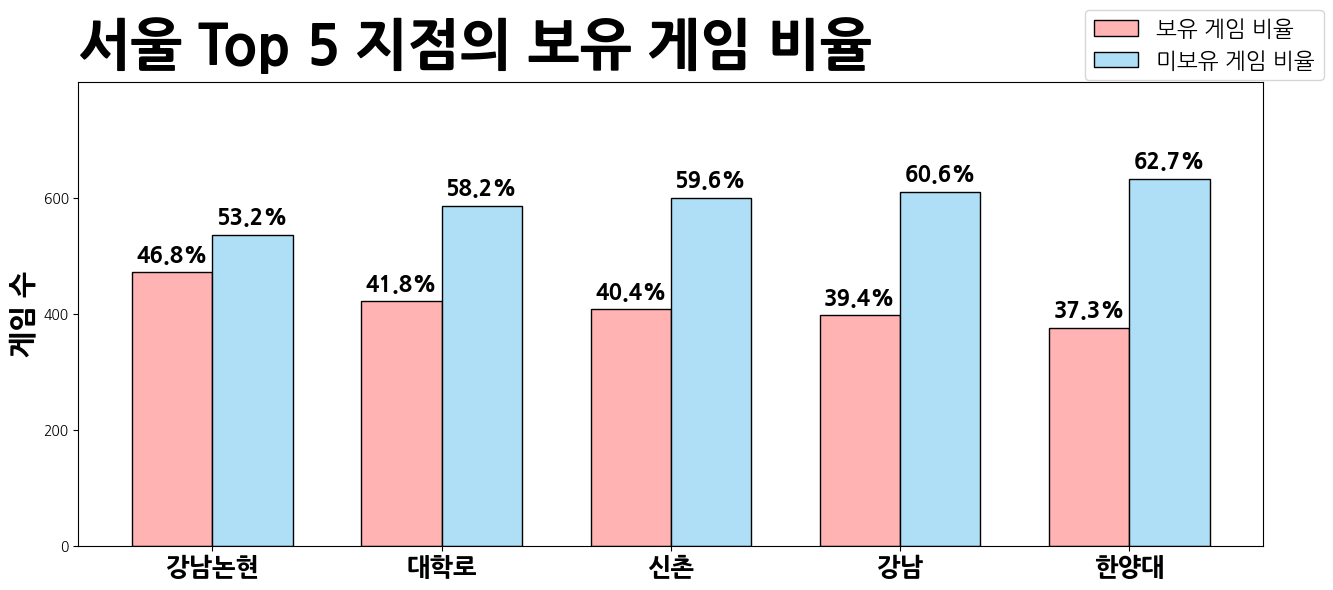 서울 Top 5 지점의 보유 게임 비율
보유 게임 비율
미보유 게임 비율
게임 수
600
400
200
0
46.8%
53.2%
41.8%
58.2%
40.4%
59.6%
39.4%
60.6%
37.3%
62.7%
강남논현
대학로
신촌
강남
한양대